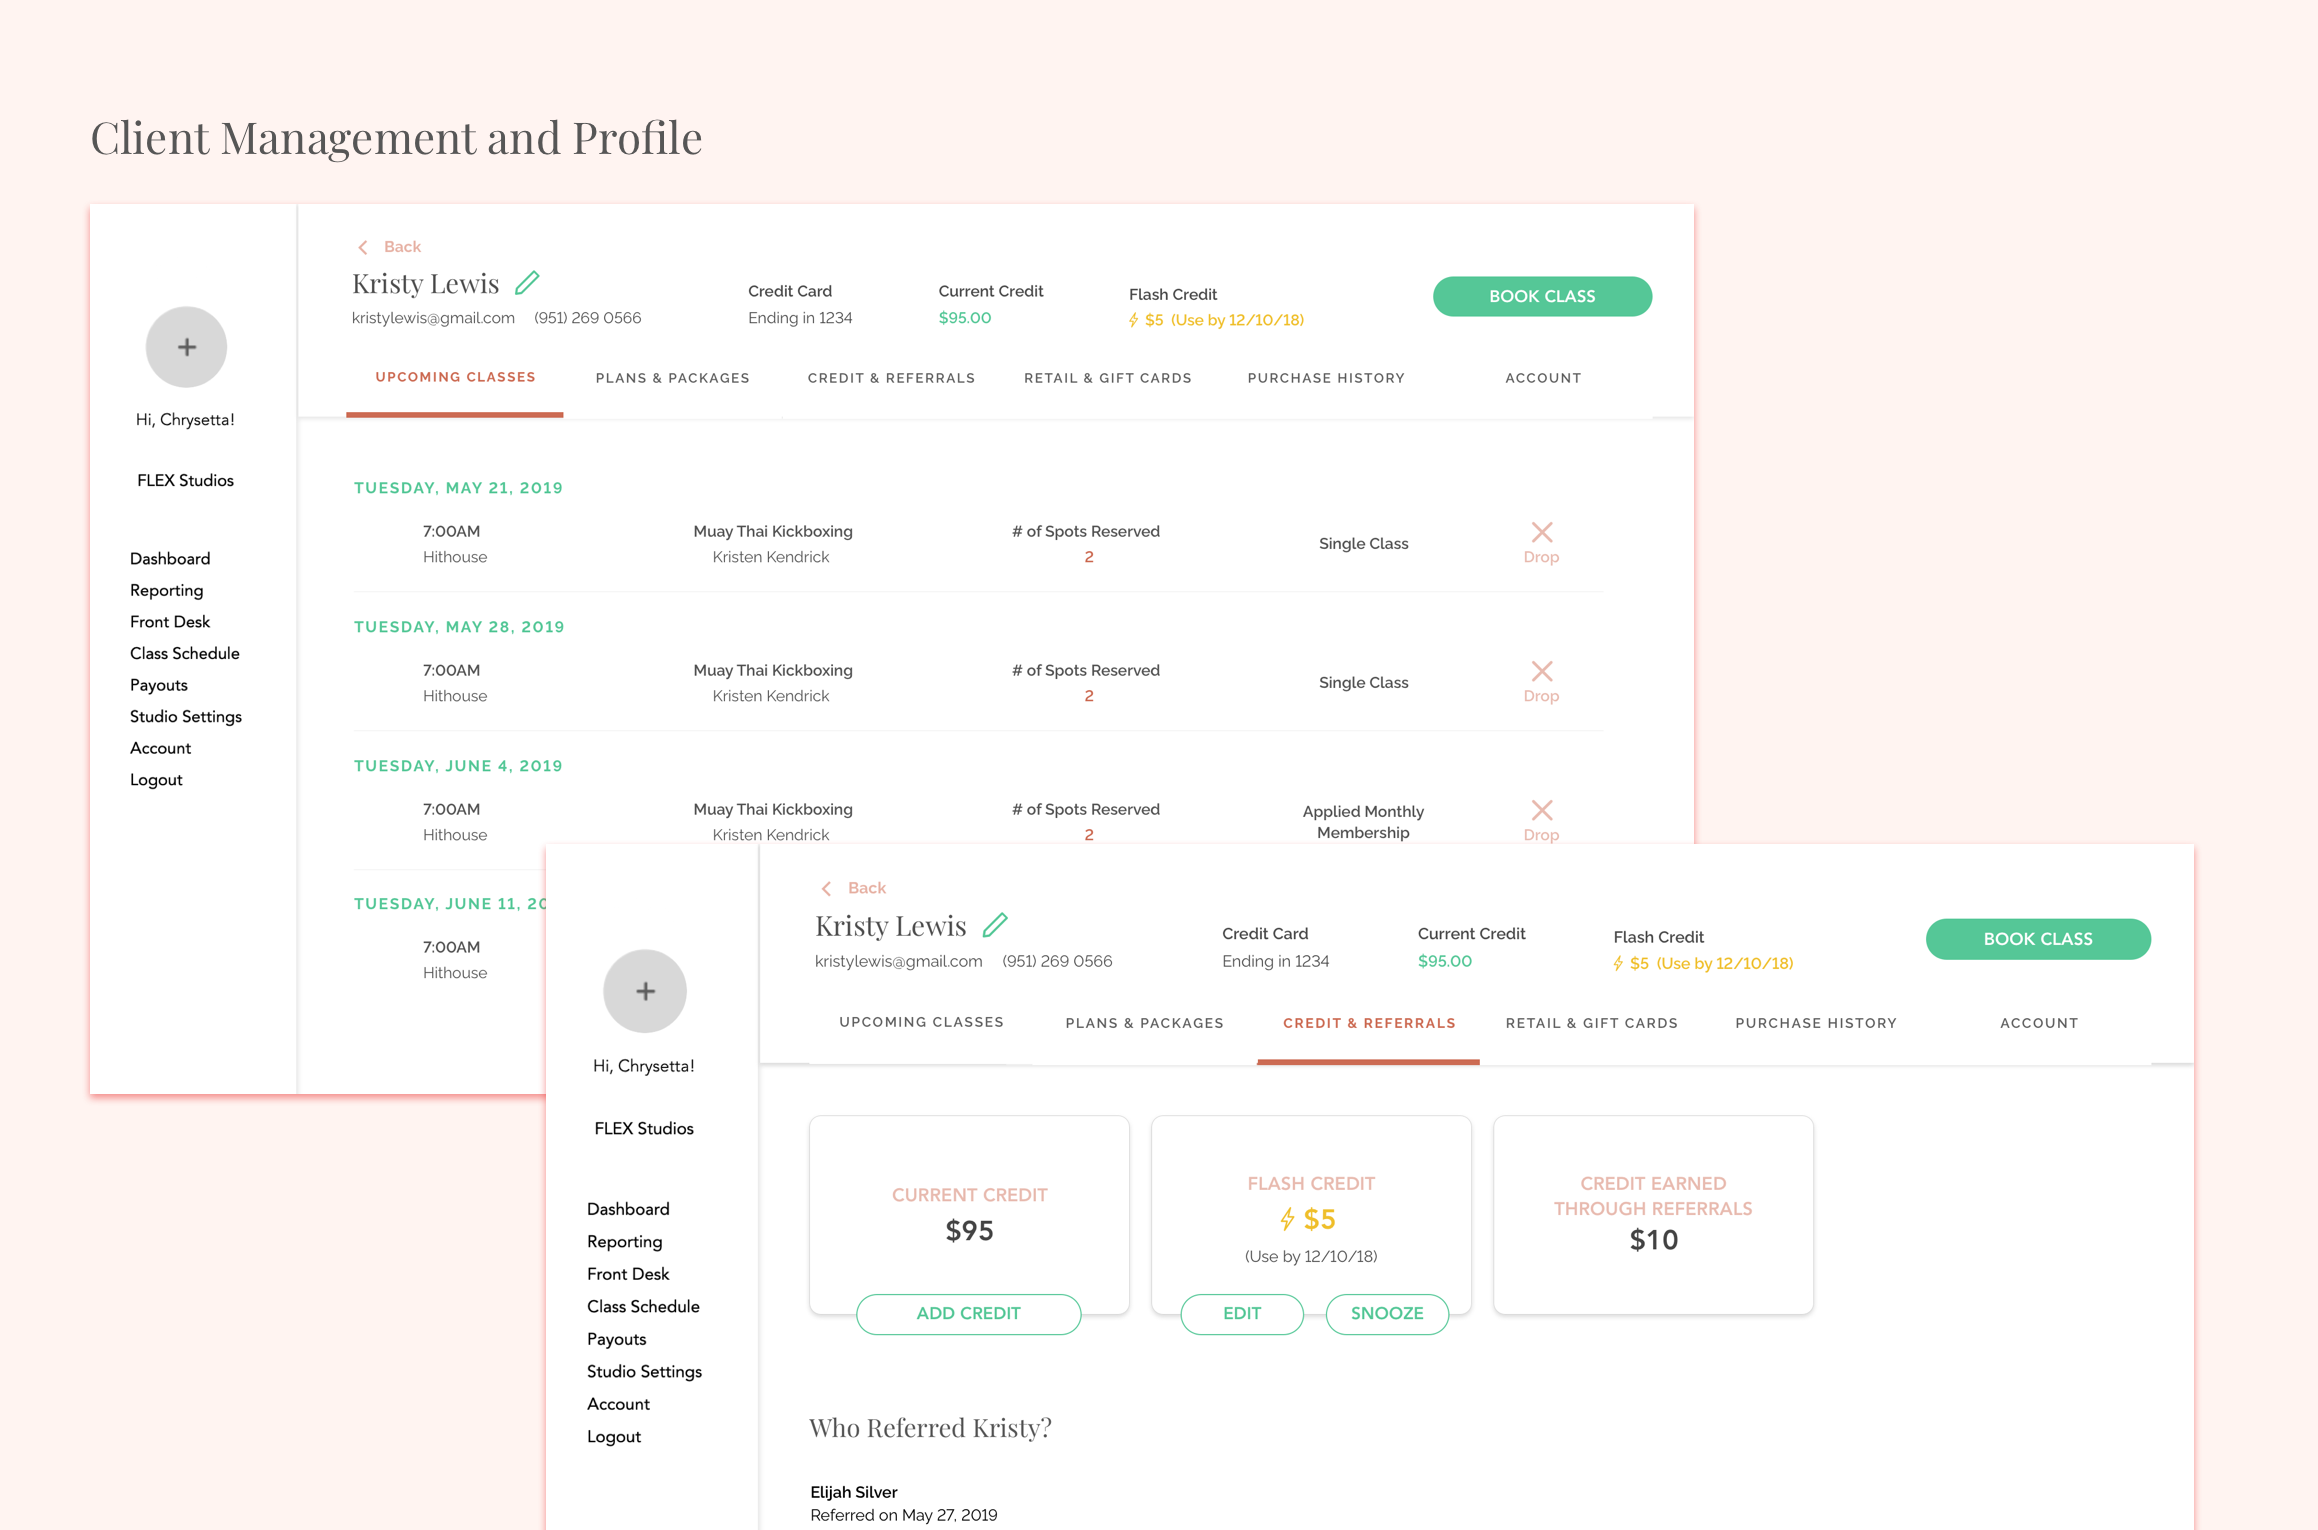 Client Management and Profile
Back
Kristy Lewis
kristylewis@gmail.com (951) 269 0566
Credit Card
Ending in 1234
Current Credit
$95.00
Flash Credit
$5 (Use by 12/10/18)
BOOK CLASS
UPCOMING CLASSES
PLANS & PACKAGES
CREDIT & REFERRALS
RETAIL & GIFT CARDS
PURCHASE HISTORY
ACCOUNT
+
Hi, Chrysetta!
FLEX Studios
Dashboard
Reporting
Front Desk
Class Schedule
Payouts
Studio Settings
Account
Logout
TUESDAY, MAY 21, 2019
7:00AM
Hithouse
Muay Thai Kickboxing
Kristen Kendrick
# of Spots Reserved
2
Single Class
Drop
TUESDAY, MAY 28, 2019
7:00AM
Hithouse
Muay Thai Kickboxing
Kristen Kendrick
# of Spots Reserved
2
Single Class
Drop
TUESDAY, JUNE 4, 2019
7:00AM
Hithouse
Muay Thai Kickboxing
Kristen Kendrick
# of Spots Reserved
2
Applied Monthly
Membership
Drop
TUESDAY, JUNE 11, 20
7:00AM
Hithouse
Back
Kristy Lewis
kristylewis@gmail.com (951) 269 0566
Credit Card
Ending in 1234
Current Credit
$95.00
Flash Credit
$5 (Use by 12/10/18)
BOOK CLASS
UPCOMING CLASSES
PLANS & PACKAGES
CREDIT & REFERRALS
RETAIL & GIFT CARDS
PURCHASE HISTORY
ACCOUNT
+
Hi, Chrysetta!
FLEX Studios
Dashboard
Reporting
Front Desk
Class Schedule
Payouts
Studio Settings
Account
Logout
CURRENT CREDIT
$95
ADD CREDIT
FLASH CREDIT
$5
(Use by 12/10/18)
EDIT
SNOOZE
CREDIT EARNED
THROUGH REFERRALS
$10
Who Referred Kristy?
Elijah Silver
Referred on May 27, 2019